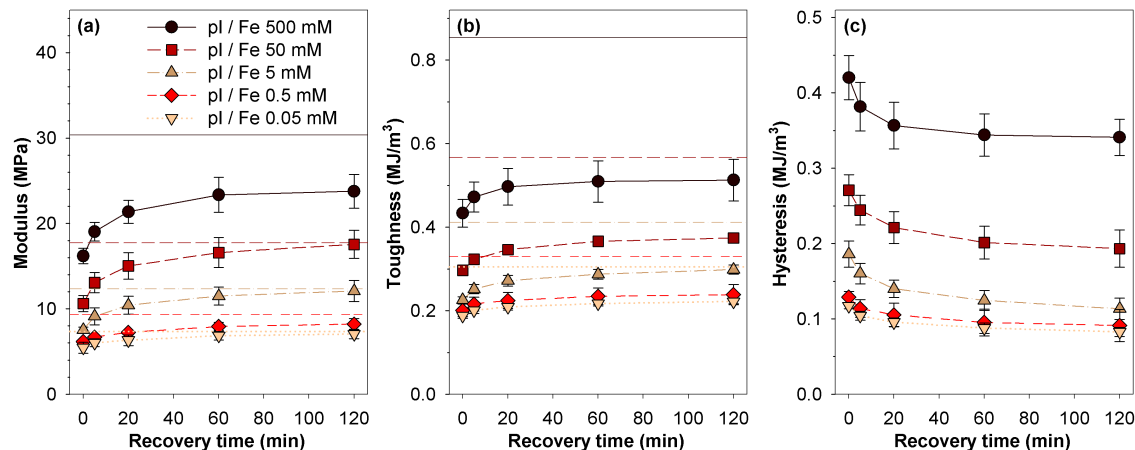 (a)
pI / Fe 500 mM
pI / Fe 50 mM
pI / Fe 5 mM
pI / Fe 0.5 mM
pI / Fe 0.05 mM
Modulus (MPa)
40
30
20
10
0
0 20 40 60 80 100 120
Recovery time (min)
(b)
Toughness (MJ/m³)
0.8
0.6
0.4
0.2
0.0
0 20 40 60 80 100 120
Recovery time (min)
(c)
Hysteresis (MJ/m³)
0.5
0.4
0.3
0.2
0.1
0.0
0 20 40 60 80 100 120
Recovery time (min)